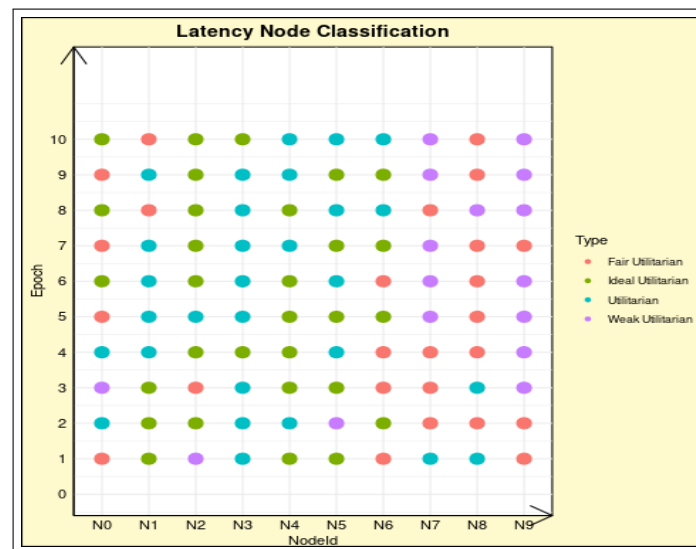 Latency Node Classification
Epoch
10
9
8
7
6
5
4
3
2
1
0
N0 N1 N2 N3 N4 N5 N6 N7 N8 N9
NodeId
Type
Fair Utilitarian
Ideal Utilitarian
Utilitarian
Weak Utilitarian